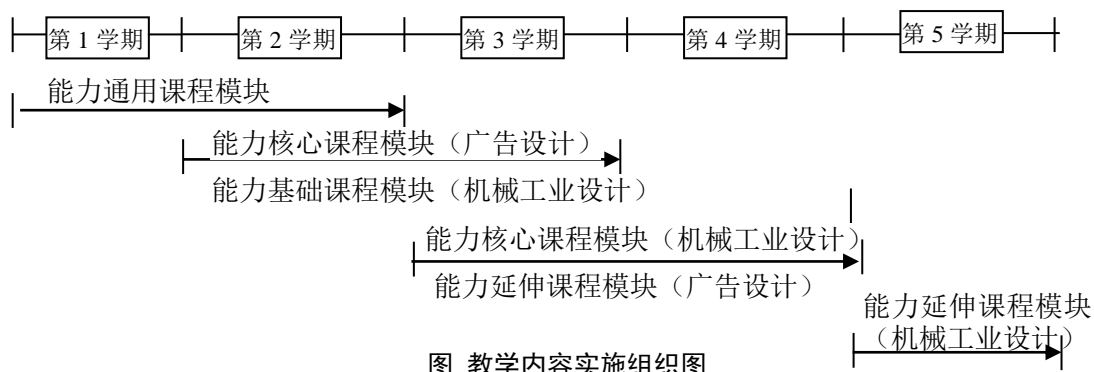 第 1 学期 第 2 学期 第 3 学期 第 4 学期 第 5 学期
能力通用课程模块
能力核心课程模块（广告设计）
能力基础课程模块（机械工业设计）
能力核心课程模块（机械工业设计）
能力延伸课程模块（广告设计）
能力延伸课程模块
（机械工业设计）
图 教学内容实施组织图